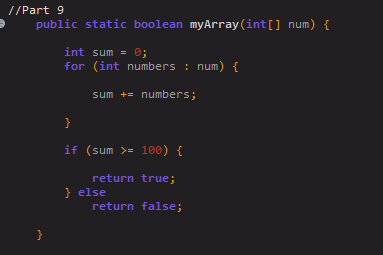 //Part 9
public static boolean myArray(int[] num) {
int sum = 0;
for (int numbers : num) {
sum += numbers;
}
if (sum >= 100) {
return true;
} else
return false;
}